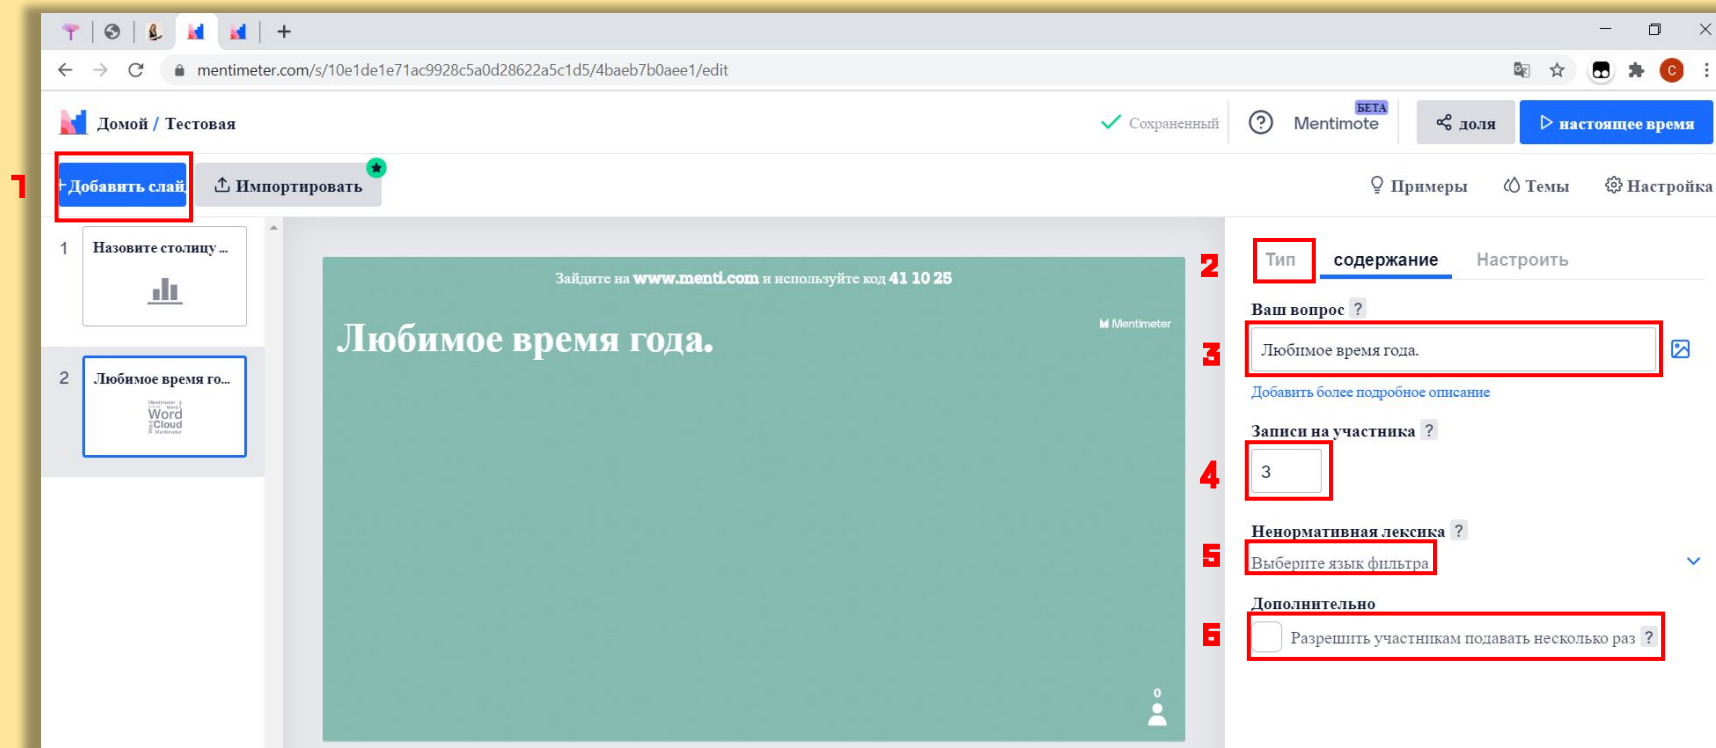 mentimeter.com/s/10e1de1e71ac9928c5a0d28622a5c1d5/4baeb7b0aee1/edit
C
Домой / Тестовая
Сохраненный
?
Mentimote
БЕТА
доля
настоящее время
1
+Добавить слайд
Импортировать
Примеры
Темы
Настройка
1
Назовите столицу ...
2
Любимое время го...
Word
Cloud
Зайдите на www.menti.com и используйте код 41 10 25
Mentimeter
Любимое время года.
0
2
Тип
содержание
Настроить
Ваш вопрос ?
3
Любимое время года.
Добавить более подробное описание
Записи на участника ?
4
3
Ненормативная лексика ?
5
Выберите язык фильтра
Дополнительно
6
Разрешить участникам подавать несколько раз ?